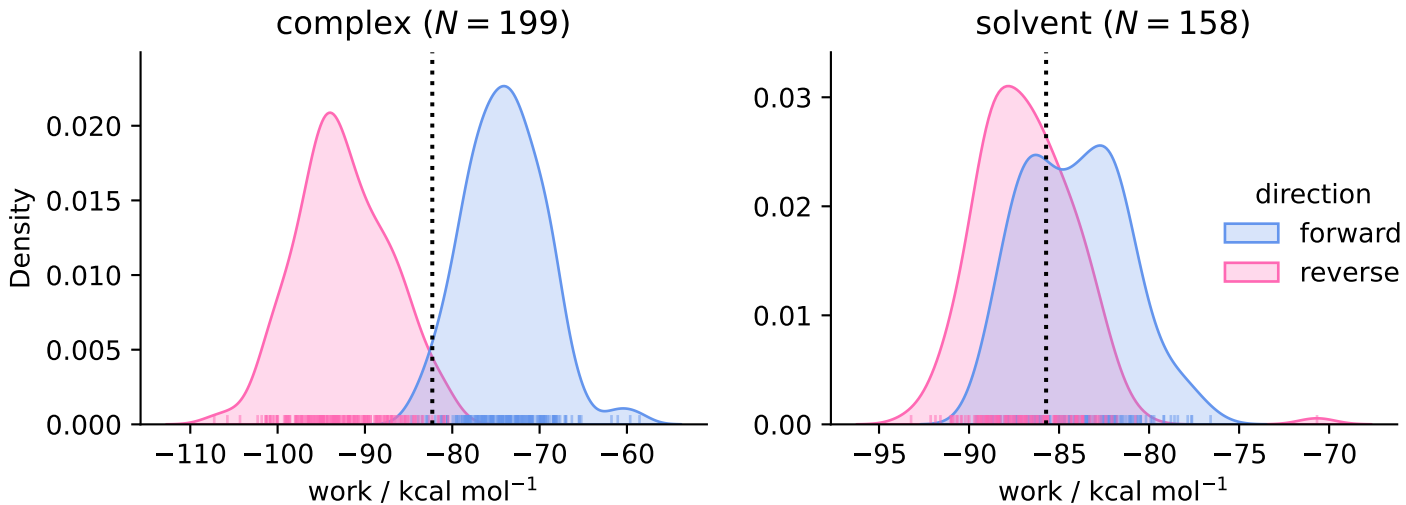 complex (N = 199)
0.020
0.015
0.010
0.005
0.000
Density
−110 −100 −90 −80 −70 −60
work / kcal mol⁻¹
solvent (N = 158)
0.03
0.02
0.01
0.00
−95 −90 −85 −80 −75 −70
work / kcal mol⁻¹
direction
forward
reverse